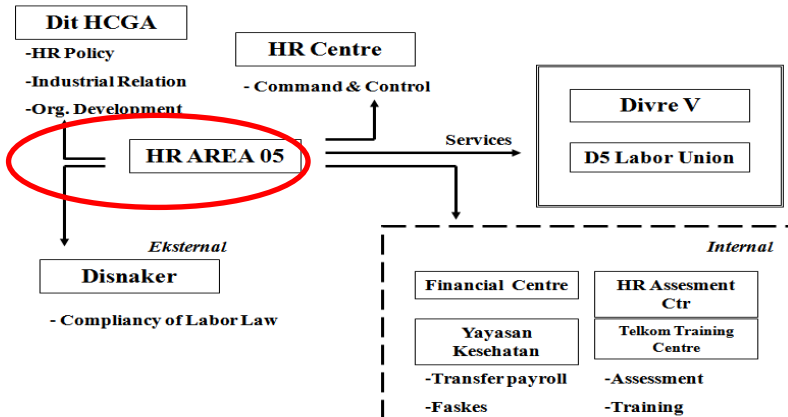 Dit HCGA
-HR Policy
-Industrial Relation
-Org. Development
HR Centre
- Command & Control
Divre V
D5 Labor Union
Services
HR AREA 05
Eksternal
Disnaker
- Compliancy of Labor Law
Internal
Financial Centre
HR Assesment
Ctr
Yayasan
Kesehatan
Telkom Training
Centre
-Transfer payroll
-Faskes
-Assessment
-Training